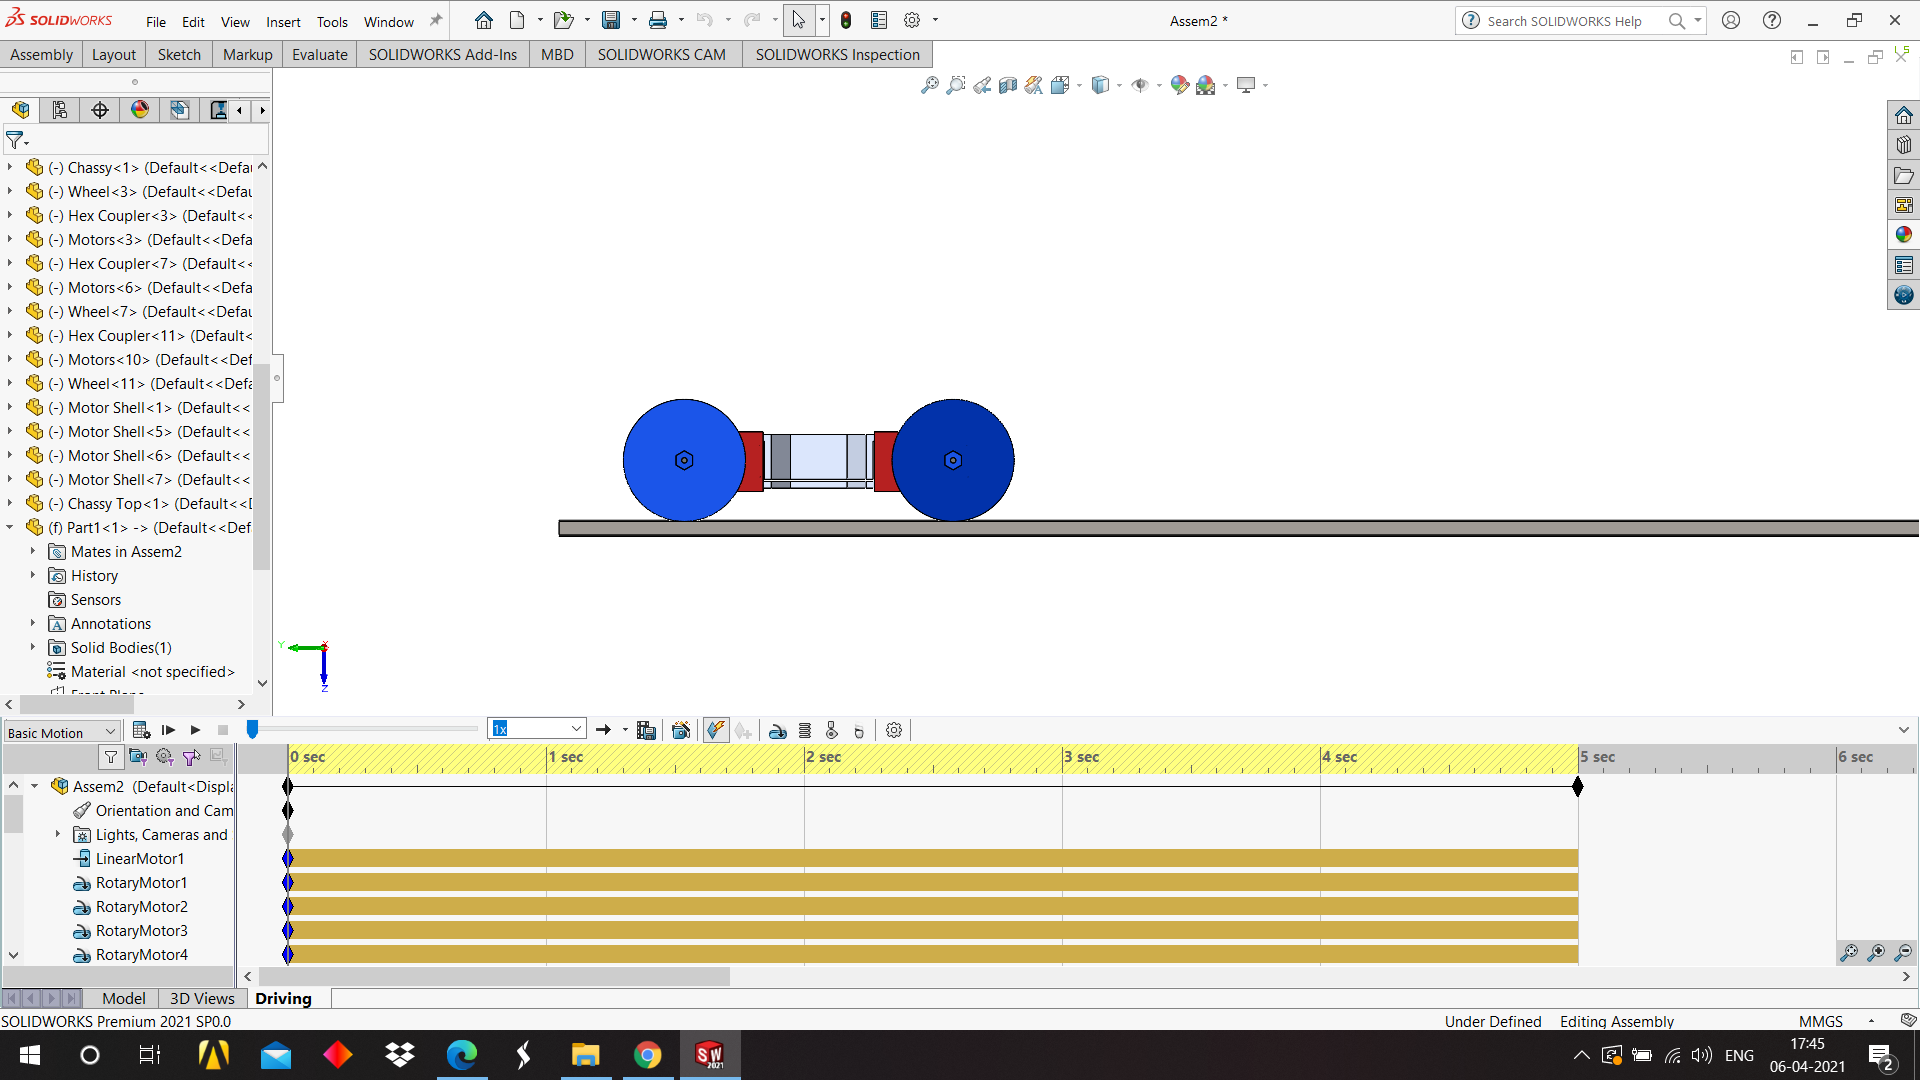 SOLIDWORKS File Edit View Insert Tools Window Assem2 * Search SOLIDWORKS Help
Assembly Layout Sketch Markup Evaluate SOLIDWORKS Add-Ins MBD SOLIDWORKS CAM SOLIDWORKS Inspection
(-) Chassy<1> (Default<<Defau
(-) Wheel<3> (Default<<Defau
(-) Hex Coupler<3> (Default<<
(-) Motors<3> (Default<<Defa
(-) Hex Coupler<7> (Default<<
(-) Motors<6> (Default<<Defa
(-) Wheel<7> (Default<<Defau
(-) Hex Coupler<11> (Default<
(-) Motors<10> (Default<<Def
(-) Wheel<11> (Default<<Defa
(-) Motor Shell<1> (Default<<
(-) Motor Shell<5> (Default<<
(-) Motor Shell<6> (Default<<
(-) Motor Shell<7> (Default<<
(-) Chassy Top<1> (Default<<D
(f) Part1<1> -> (Default<<Def
Mates in Assem2
History
Sensors
Annotations
Solid Bodies(1)
Material <not specified>
Front Plane
Y X
Z
Basic Motion 1x
0 sec 1 sec 2 sec 3 sec 4 sec 5 sec 6 sec
Assem2 (Default<Displa
Orientation and Cam
Lights, Cameras and
LinearMotor1
RotaryMotor1
RotaryMotor2
RotaryMotor3
RotaryMotor4
Model 3D Views Driving
SOLIDWORKS Premium 2021 SP0.0 Under Defined Editing Assembly MMGS
SW 2021
ENG
17:45
06-04-2021
2